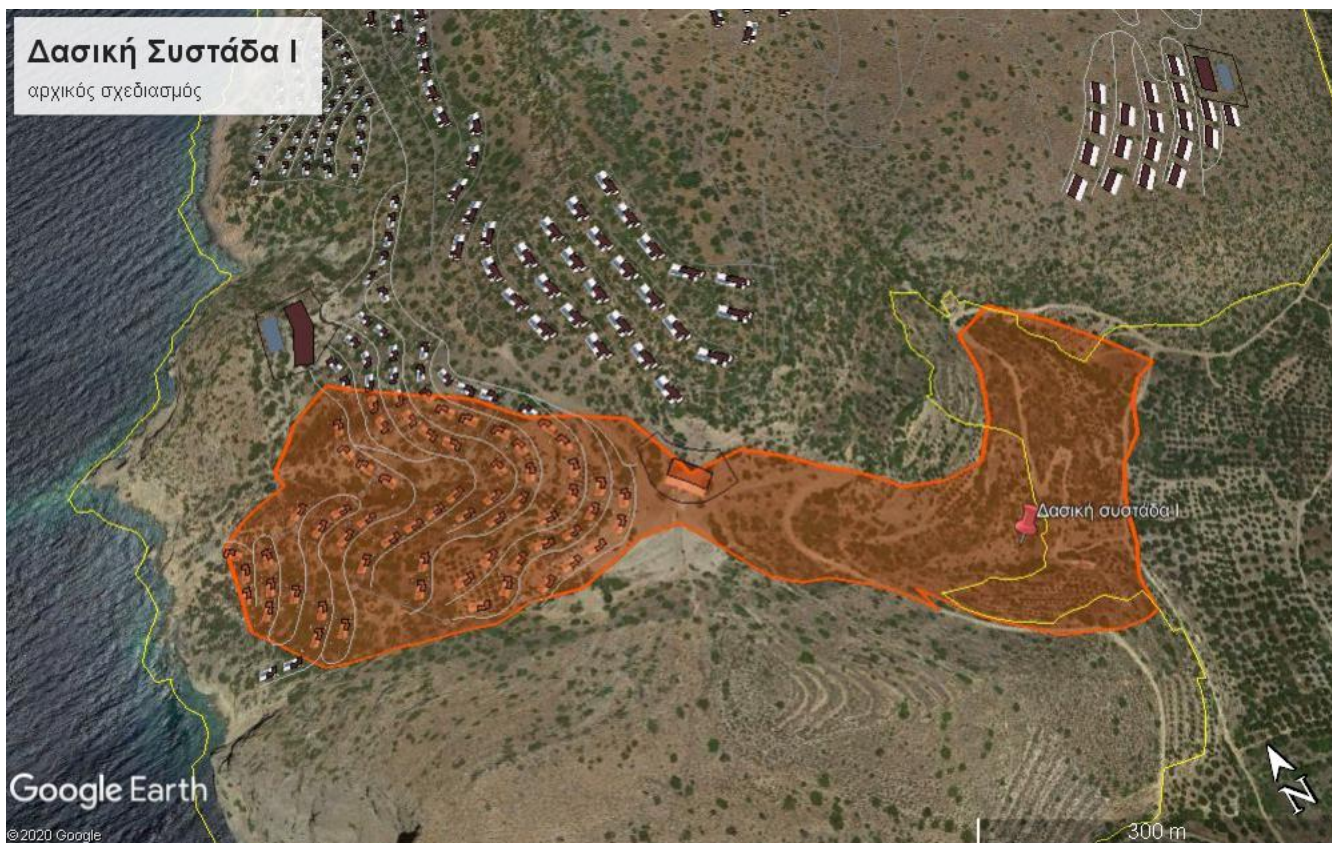 Δασική Συστάδα Ι
αρχικός σχεδιασμός
Δασική συστάδα Ι
N
Google Earth
©2020 Google
300 m